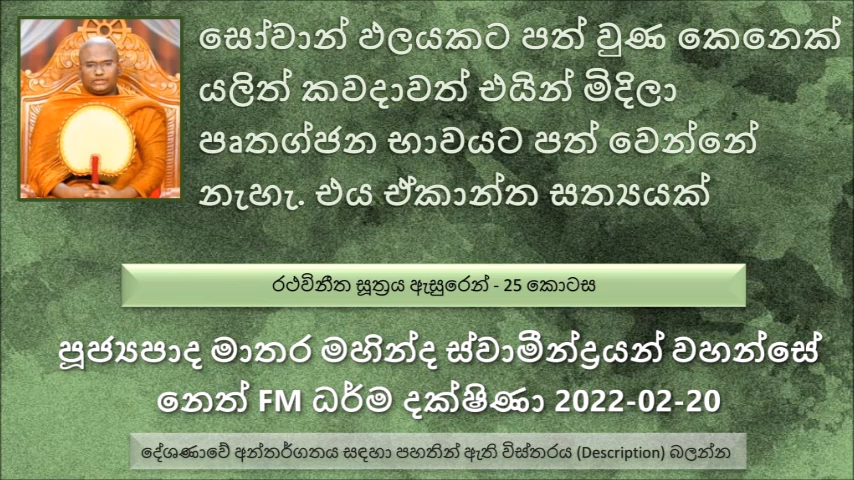 සෝවාන් ඵලයකට පත් වුණ කෙනෙක්
යලිත් කවදාවත් එයින් මිදිලා
පෘතග්ජන භාවයට පත් වෙන්නේ
නැහැ. එය ඒකාන්ත සත්‍යයක්
රථවිනීත සූත්‍රය ඇසුරෙන් - 25 කොටස
පූජ්‍යපාද මාතර මහින්ද ස්වාමීන්ද්‍රයන් වහන්සේ
නෙත් FM ධර්ම දක්ෂිණා 2022-02-20
දේශණාවේ අන්තර්ගතය සඳහා පහතින් ඇති විස්තරය (Description) බලන්න